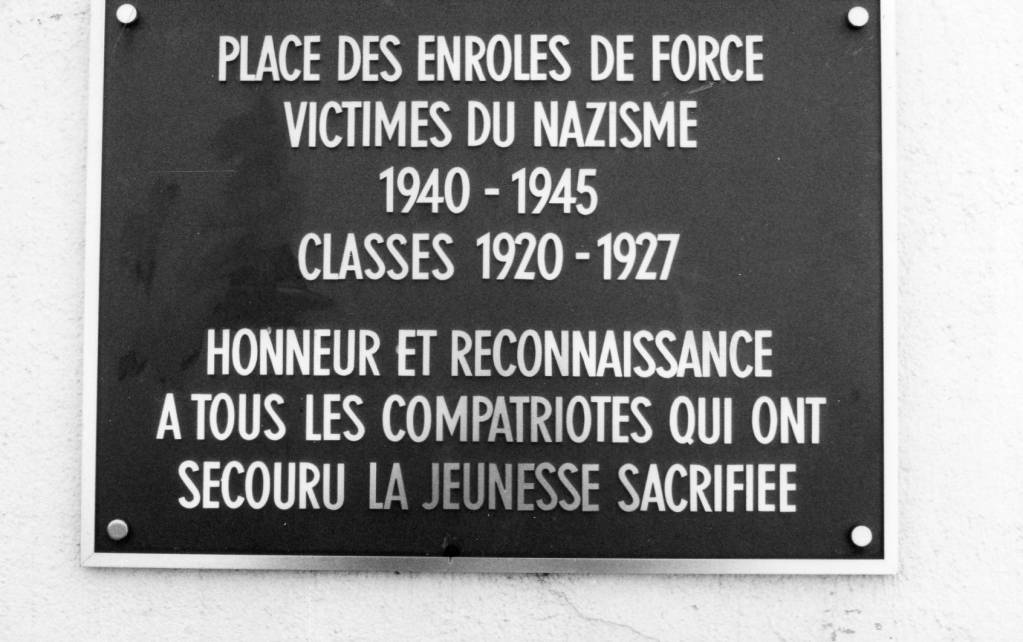 PLACE DES ENROLES DE FORCE
VICTIMES DU NAZISME
1940 - 1945
CLASSES 1920 - 1927
HONNEUR ET RECONNAISSANCE
A TOUS LES COMPATRIOTES QUI ONT
SECOURU LA JEUNESSE SACRIFIEE